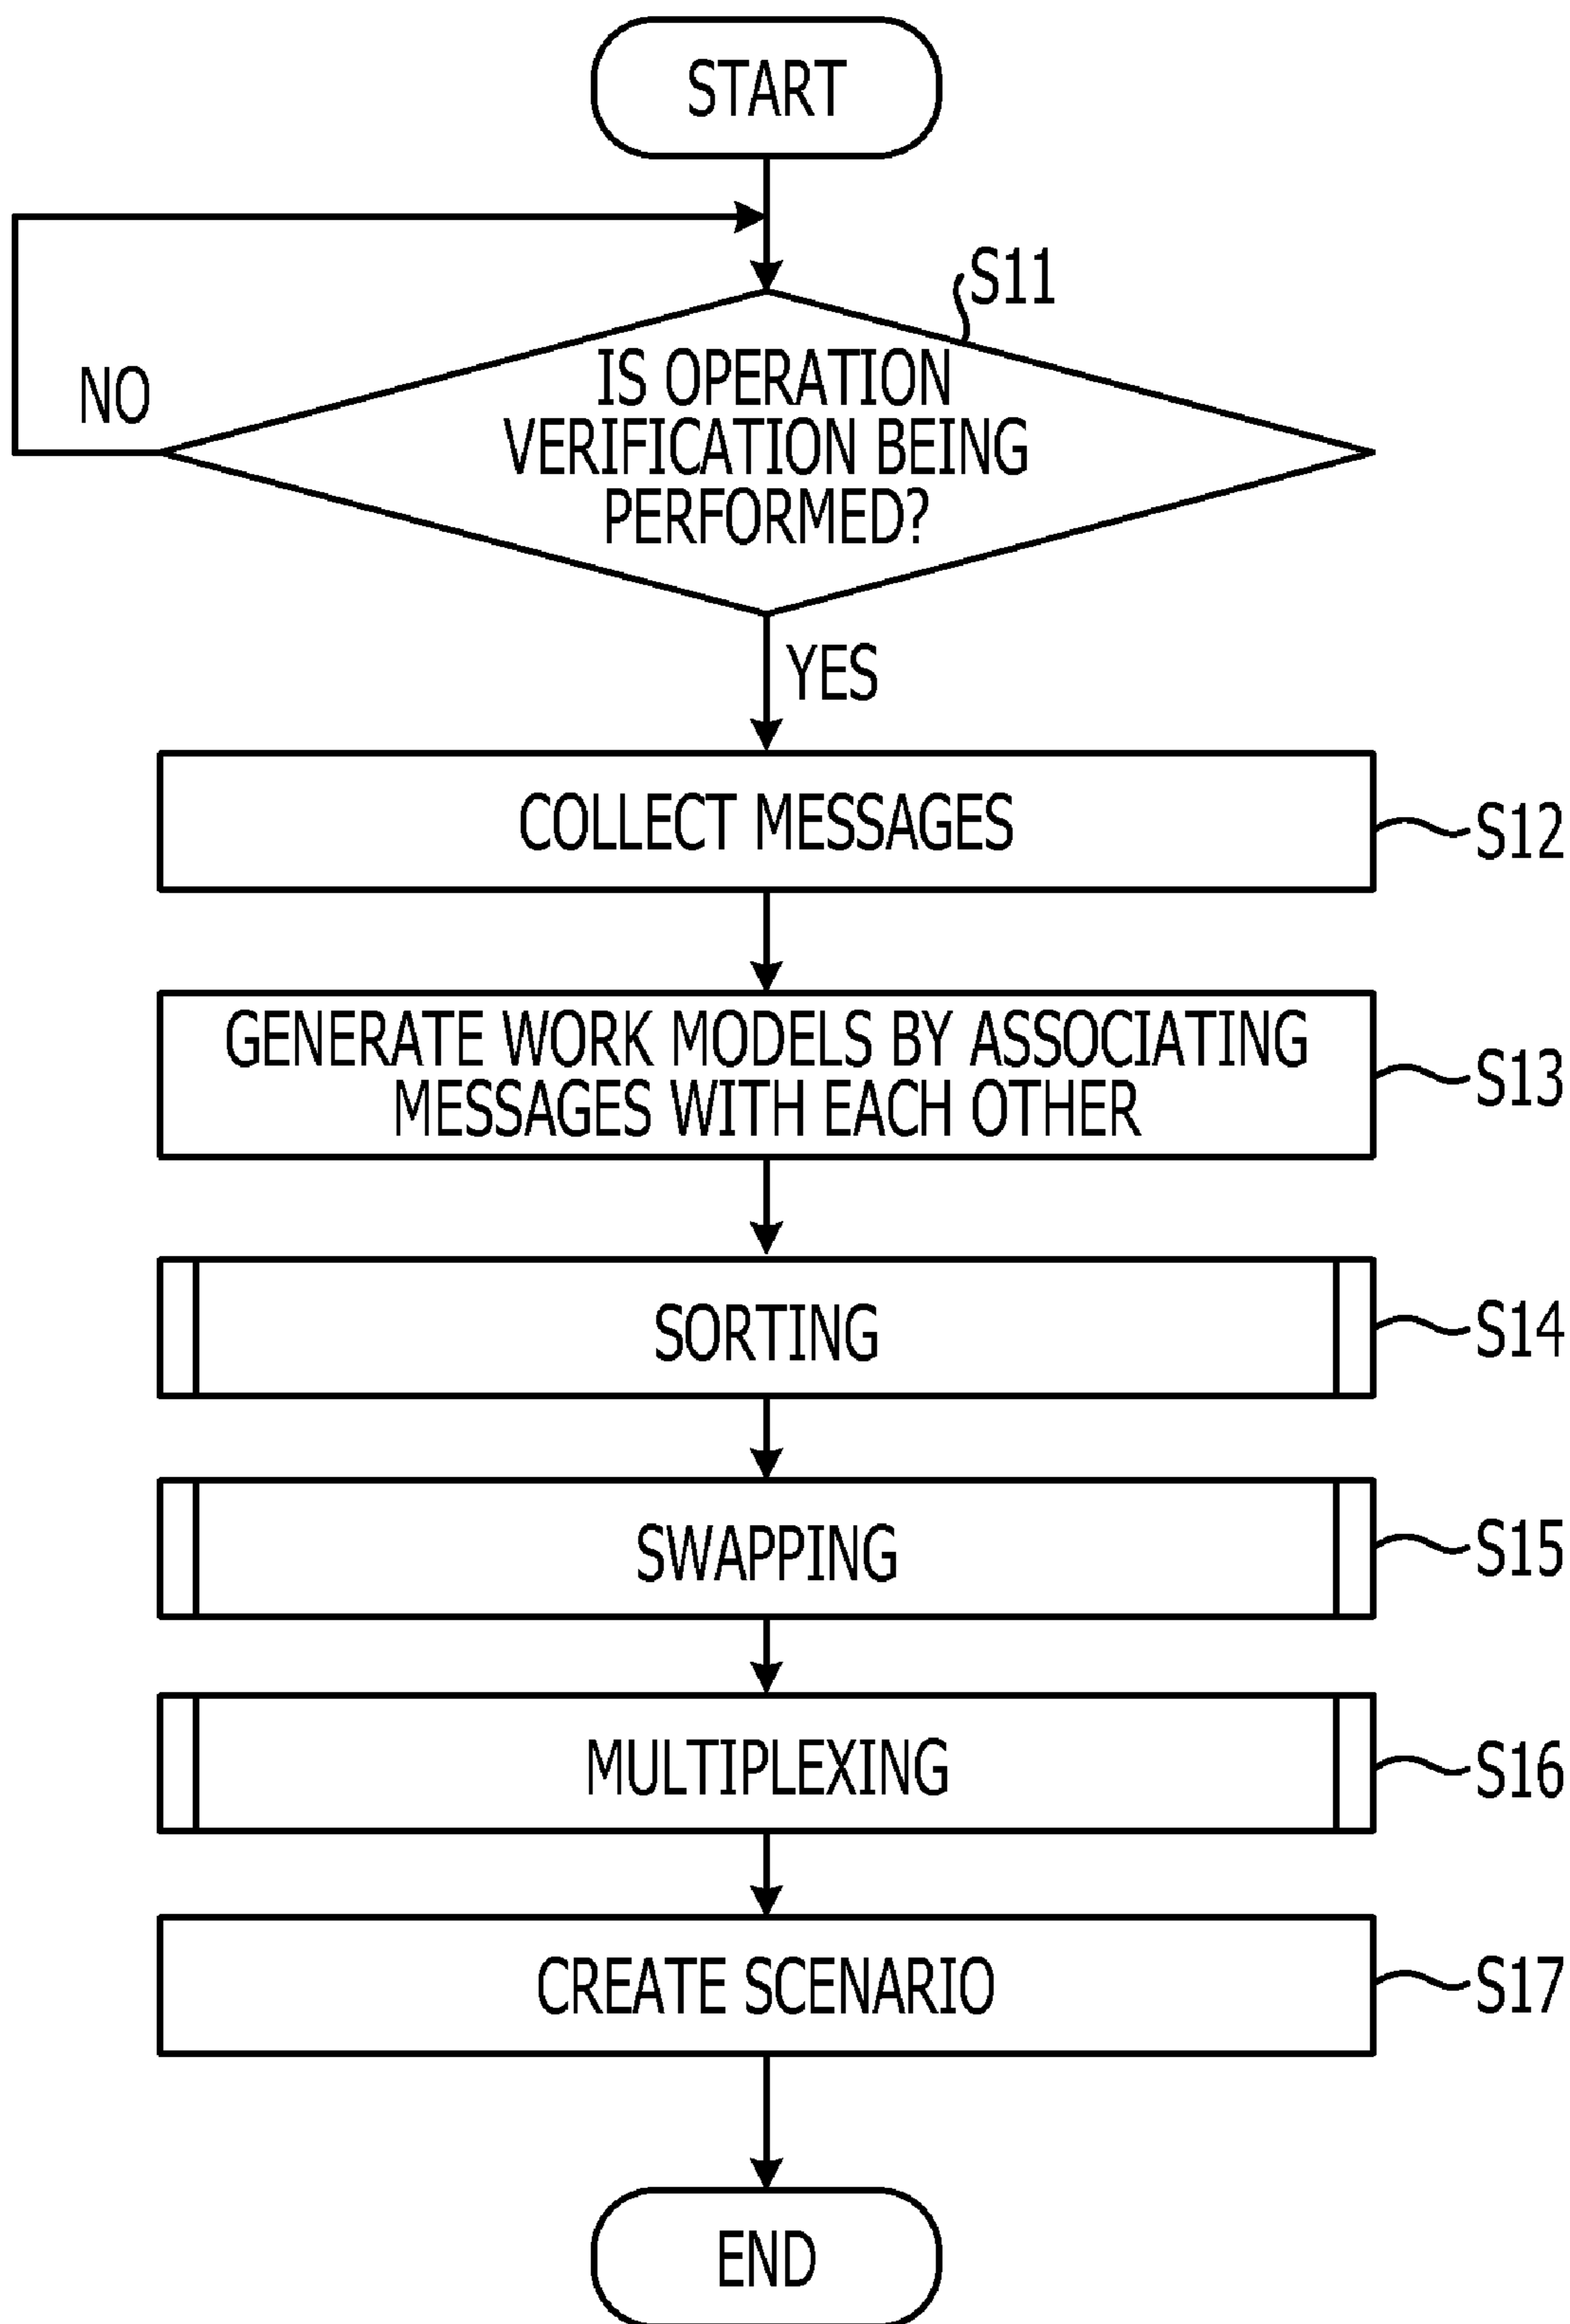 START
S11
IS OPERATION
VERIFICATION BEING
PERFORMED?
NO
YES
COLLECT MESSAGES
S12
GENERATE WORK MODELS BY ASSOCIATING
MESSAGES WITH EACH OTHER
S13
SORTING
S14
SWAPPING
S15
MULTIPLEXING
S16
CREATE SCENARIO
S17
END